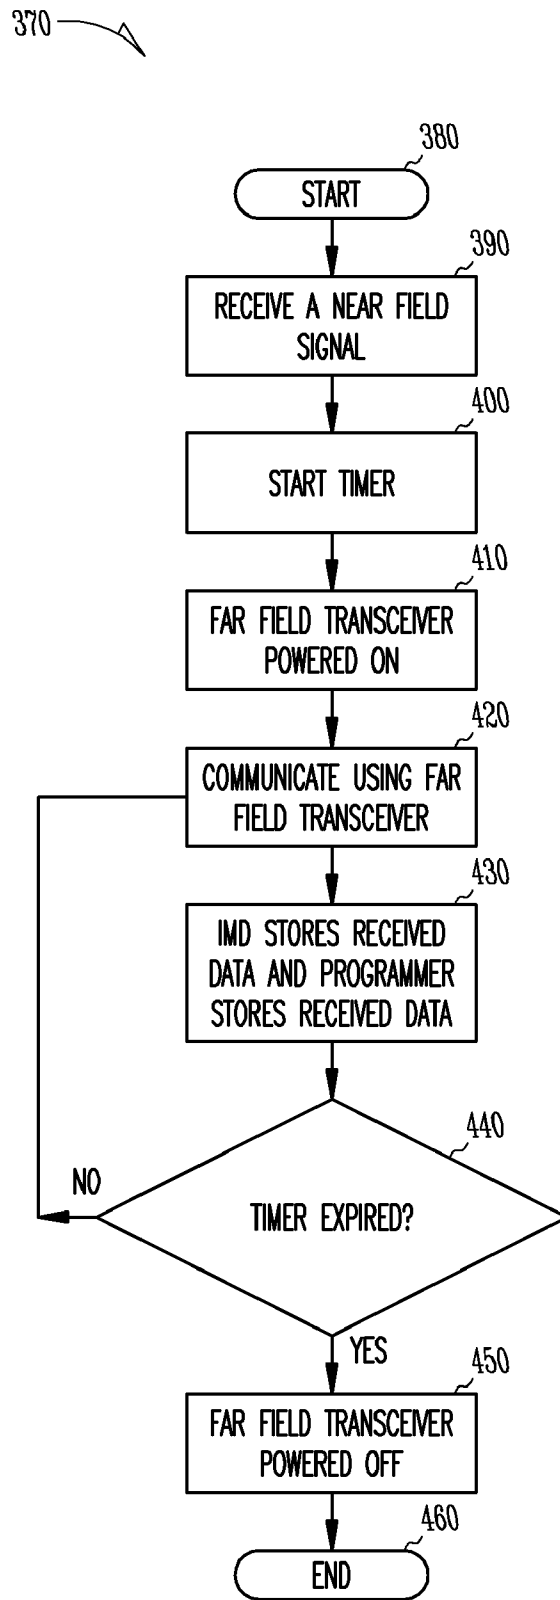 370
380
START
390
RECEIVE A NEAR FIELD
SIGNAL
400
START TIMER
410
FAR FIELD TRANSCEIVER
POWERED ON
420
COMMUNICATE USING FAR
FIELD TRANSCEIVER
430
IMD STORES RECEIVED
DATA AND PROGRAMMER
STORES RECEIVED DATA
440
NO
TIMER EXPIRED?
YES
450
FAR FIELD TRANSCEIVER
POWERED OFF
460
END